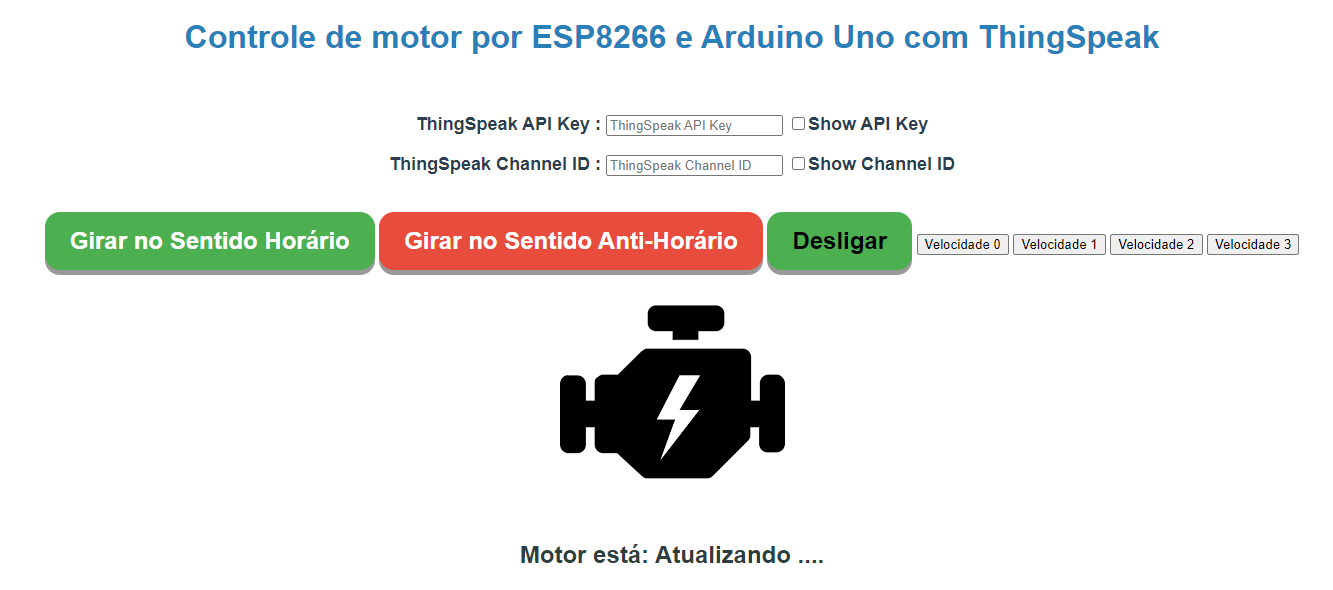 Controle de motor por ESP8266 e Arduino Uno com ThingSpeak
ThingSpeak API Key : ThingSpeak API Key Show API Key
ThingSpeak Channel ID : ThingSpeak Channel ID Show Channel ID
Girar no Sentido Horário Girar no Sentido Anti-Horário Desligar Velocidade 0 Velocidade 1 Velocidade 2 Velocidade 3
Motor está: Atualizando ....